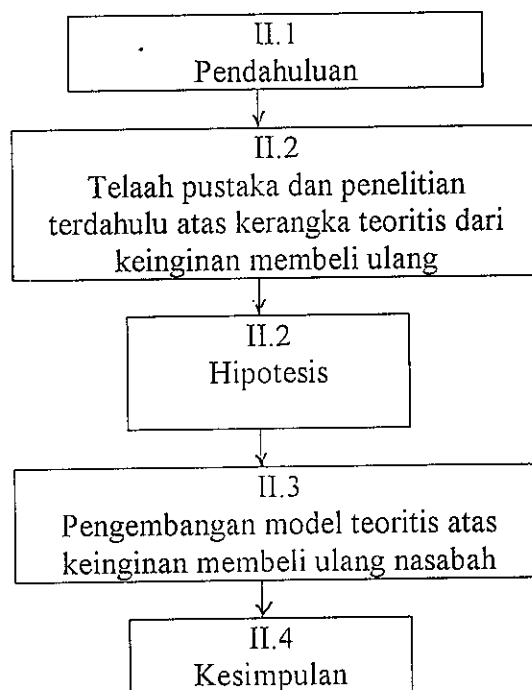 II.1
Pendahuluan
II.2
Telaah pustaka dan penelitian
terdahulu atas kerangka teoritis dari
keinginan membeli ulang
II.2
Hipotesis
II.3
Pengembangan model teoritis atas
keinginan membeli ulang nasabah
II.4
Kesimpulan